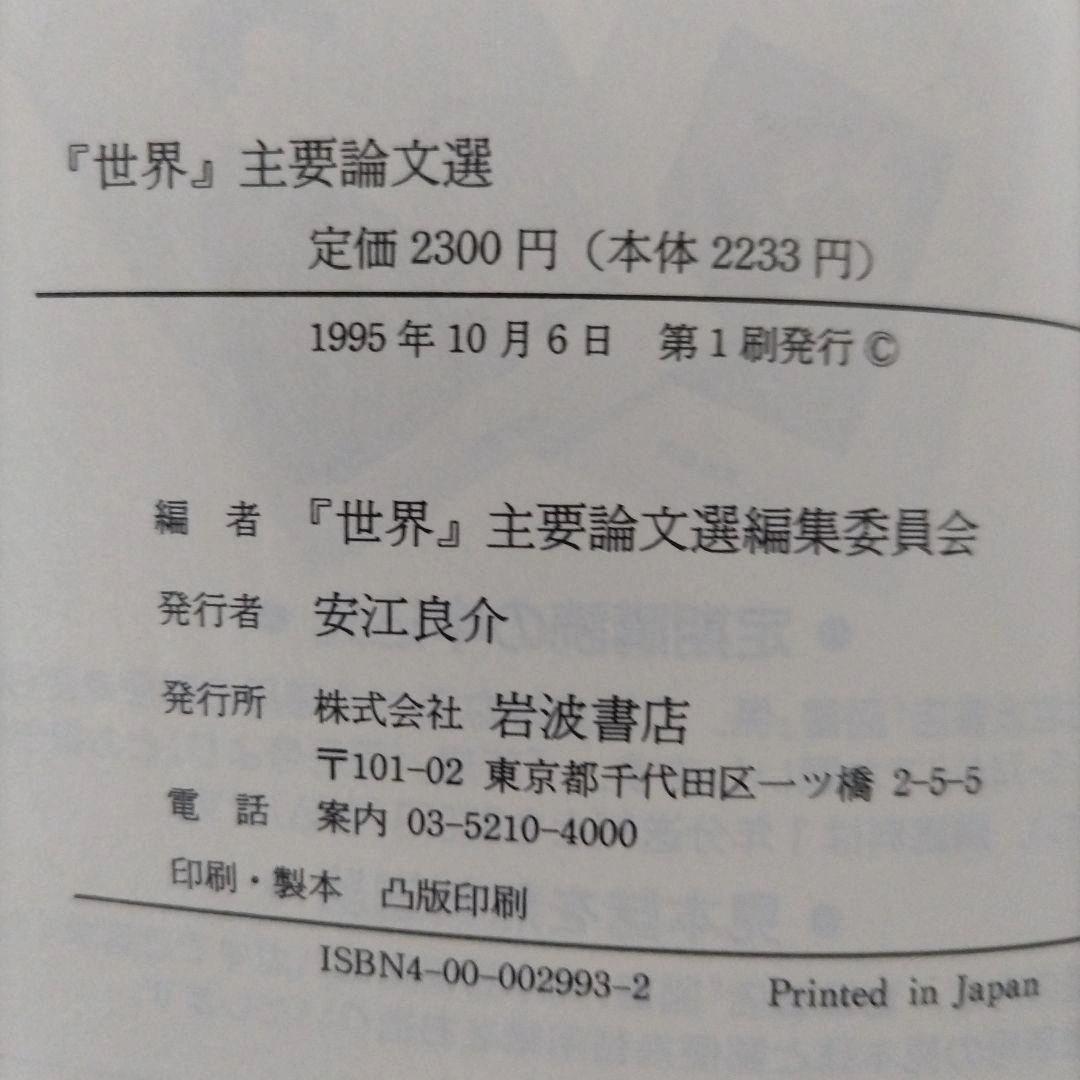 『世界』主要論文選
定価 2300 円（本体 2233 円）
1995 年 10 月 6 日　第 1 刷発行 ©
編　者　『世界』主要論文選編集委員会
発行者　安江良介
発行所　株式会社 岩波書店
〒101-02 東京都千代田区一ツ橋 2-5-5
電　話　案内 03-5210-4000
印刷・製本　凸版印刷
ISBN4-00-002993-2　Printed in Japan